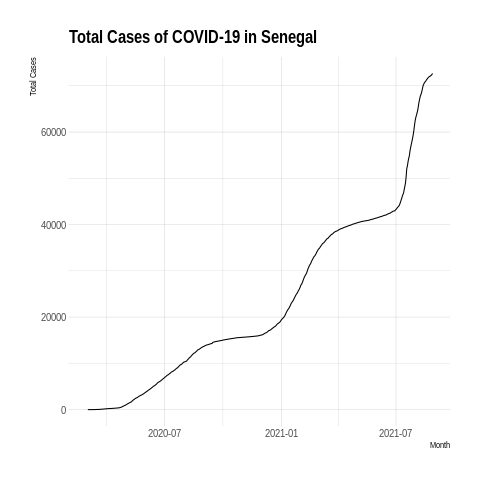 Total Cases of COVID-19 in Senegal
Total Cases
60000
40000
20000
0
2020-07 2021-01 2021-07
Month